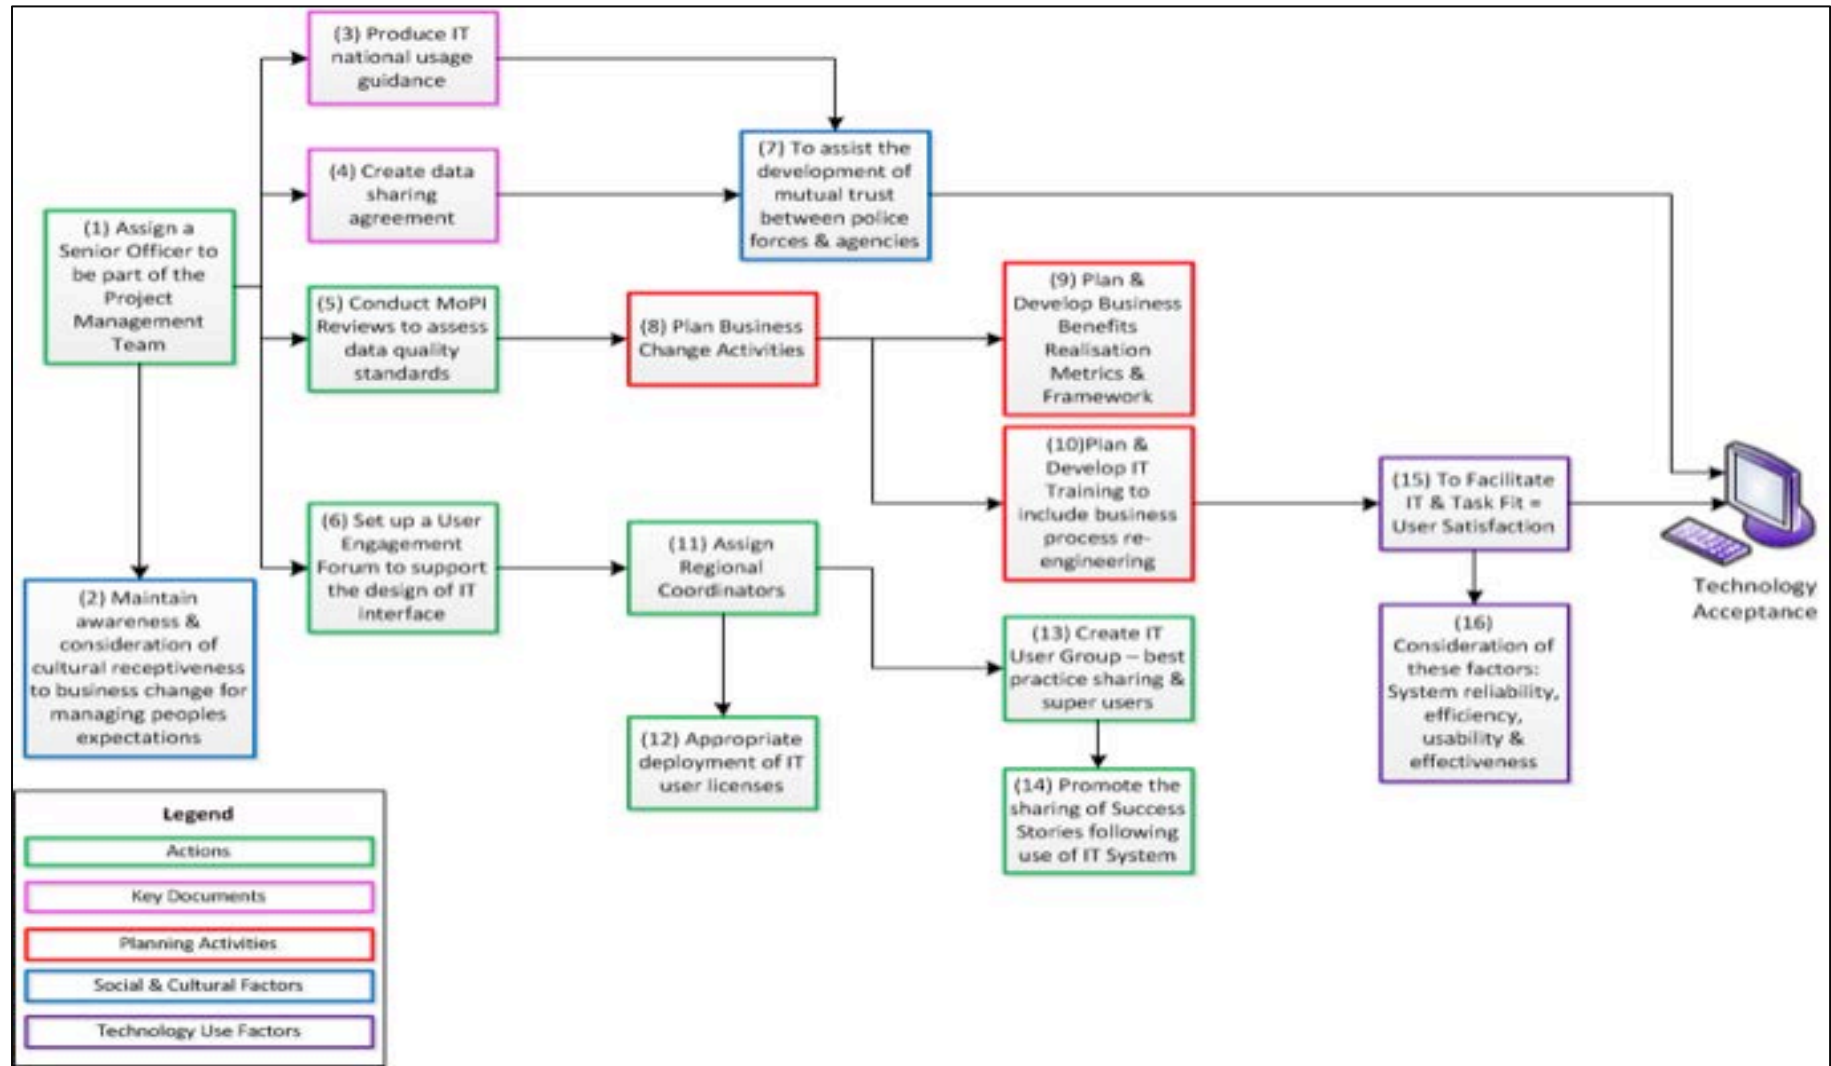 (3) Produce IT
national usage
guidance
(4) Create data
sharing
agreement
(7) To assist the
development of
mutual trust
between police
forces & agencies
(1) Assign a
Senior Officer to
be part of the
Project
Management
Team
(5) Conduct MoPI
Reviews to assess
data quality
standards
(8) Plan Business
Change Activities
(9) Plan &
Develop Business
Benefits
Realisation
Metrics &
Framework
(10)Plan &
Develop IT
Training to
include business
process re-
engineering
(15) To Facilitate
IT & Task Fit =
User Satisfaction
Technology
Acceptance
(6) Set up a User
Engagement
Forum to support
the design of IT
interface
(11) Assign
Regional
Coordinators
(2) Maintain
awareness &
consideration of
cultural receptiveness
to business change for
managing peoples
expectations
(13) Create IT
User Group – best
practice sharing &
super users
(16)
Consideration of
these factors:
System reliability,
efficiency,
usability &
effectiveness
(12) Appropriate
deployment of IT
user licenses
(14) Promote the
sharing of Success
Stories following
use of IT System
Legend
Actions
Key Documents
Planning Activities
Social & Cultural Factors
Technology Use Factors